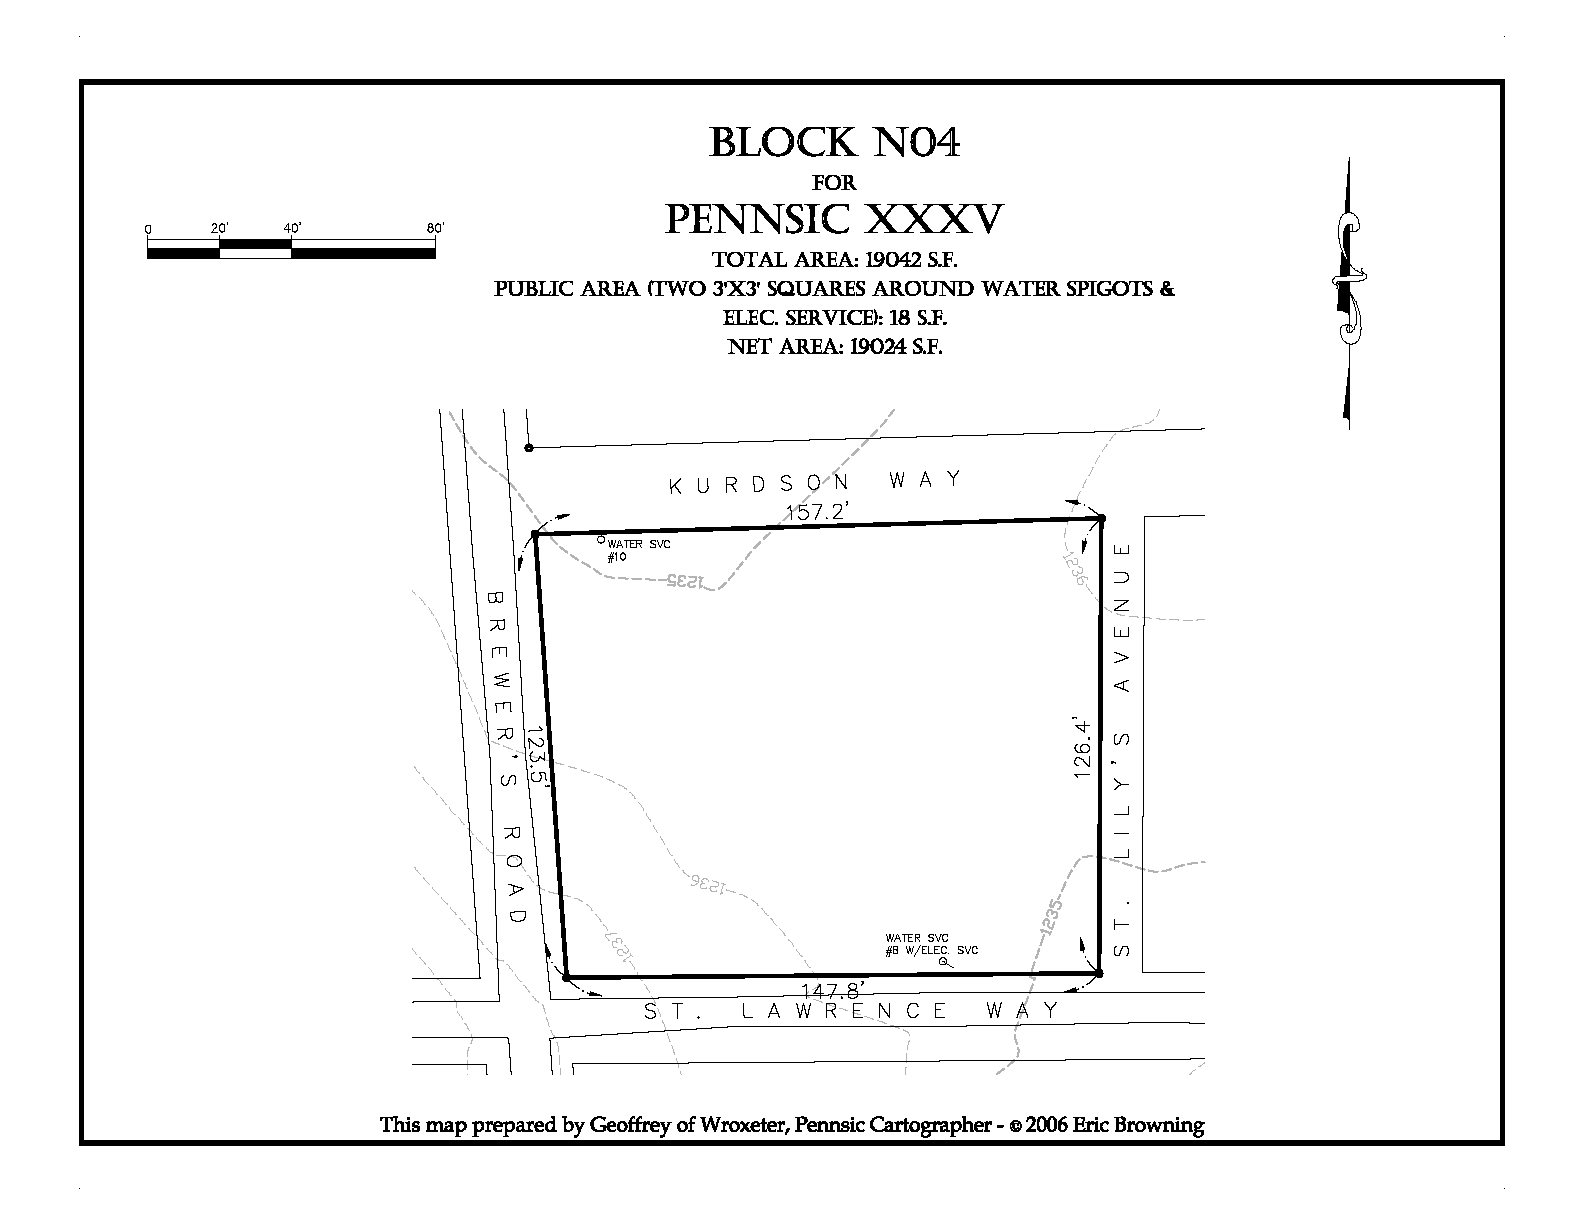 BLOCK N04
FOR
PENNSIC XXXV
TOTAL AREA: 19042 S.F.
PUBLIC AREA (TWO 3'X3' SQUARES AROUND WATER SPIGOTS &
ELEC. SERVICE): 18 S.F.
NET AREA: 19024 S.F.
0 20' 40' 80'
KURDSON WAY
157.2'
WATER SVC
#10
1235
1236
BREWER'S ROAD
123.5'
126.4'
ST. LILY'S AVENUE
1236
1235
1237
WATER SVC
#8 W/ELEC. SVC
147.8'
ST. LAWRENCE WAY
This map prepared by Geoffrey of Wroxeter, Pennsic Cartographer - © 2006 Eric Browning